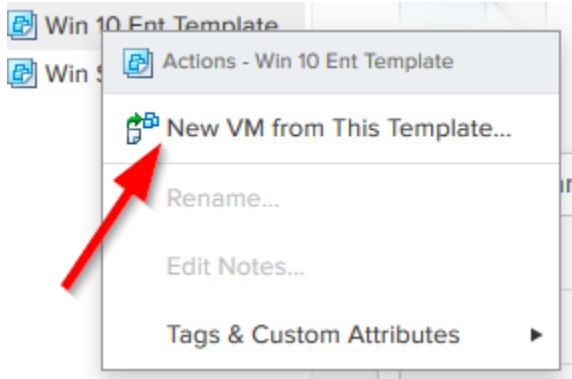 Win 10 Ent Template
Win
Actions - Win 10 Ent Template
New VM from This Template...
Rename...
Edit Notes...
Tags & Custom Attributes